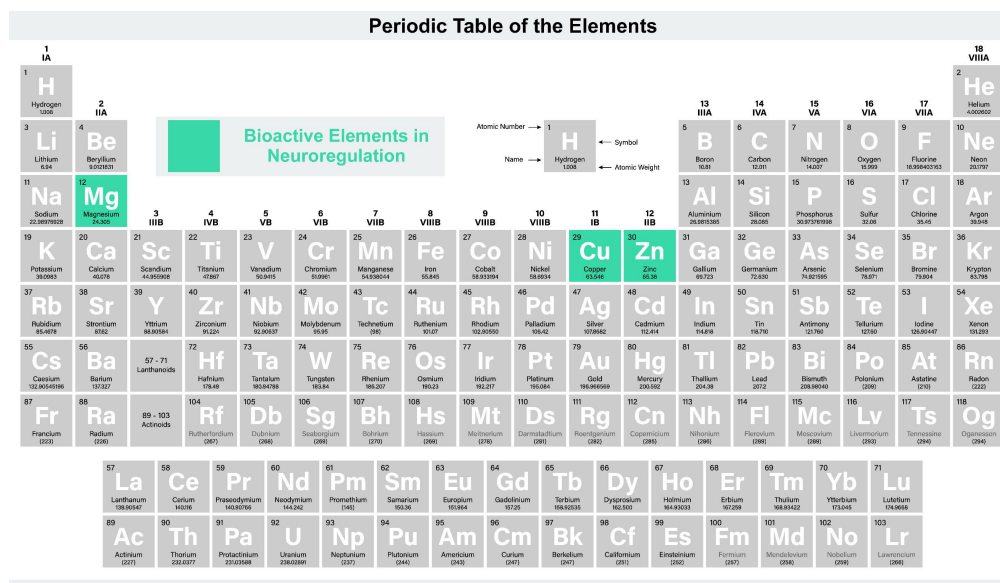 Periodic Table of the Elements
1
IA
18
VIIIA
1
H
Hydrogen
1.008
2
He
Helium
4.002602
2
IIA
13
IIIA
14
IVA
15
VA
16
VIA
17
VIIA
3
Li
Lithium
6.94
4
Be
Beryllium
9.0121831
Bioactive Elements in
Neuroregulation
Atomic Number
Name
1
H
Hydrogen
1.008
Symbol
Atomic Weight
5
B
Boron
10.81
6
C
Carbon
12.011
7
N
Nitrogen
14.007
8
O
Oxygen
15.999
9
F
Fluorine
18.998403163
10
Ne
Neon
20.1797
11
Na
Sodium
22.98976928
12
Mg
Magnesium
24.305
3
IIIB
4
IVB
5
VB
6
VIB
7
VIIB
8
VIIIB
9
VIIIB
10
VIIIB
11
IB
12
IIB
13
Al
Aluminium
26.9815385
14
Si
Silicon
28.085
15
P
Phosphorus
30.973761998
16
S
Sulfur
32.06
17
Cl
Chlorine
35.45
18
Ar
Argon
39.948
19
K
Potassium
39.0983
20
Ca
Calcium
40.078
21
Sc
Scandium
44.955908
22
Ti
Titanium
47.867
23
V
Vanadium
50.9415
24
Cr
Chromium
51.9961
25
Mn
Manganese
54.938044
26
Fe
Iron
55.845
27
Co
Cobalt
58.933194
28
Ni
Nickel
58.6934
29
Cu
Copper
63.546
30
Zn
Zinc
65.38
31
Ga
Gallium
69.723
32
Ge
Germanium
72.630
33
As
Arsenic
74.921595
34
Se
Selenium
78.971
35
Br
Bromine
79.904
36
Kr
Krypton
83.798
37
Rb
Rubidium
85.4678
38
Sr
Strontium
87.62
39
Y
Yttrium
88.90584
40
Zr
Zirconium
91.224
41
Nb
Niobium
92.90637
42
Mo
Molybdenum
95.95
43
Tc
Technetium
(98)
44
Ru
Ruthenium
101.07
45
Rh
Rhodium
102.90550
46
Pd
Palladium
106.42
47
Ag
Silver
107.8682
48
Cd
Cadmium
112.414
49
In
Indium
114.818
50
Sn
Tin
118.710
51
Sb
Antimony
121.760
52
Te
Tellurium
127.60
53
I
Iodine
126.90447
54
Xe
Xenon
131.293
55
Cs
Caesium
132.90545196
56
Ba
Barium
137.327
57 - 71
Lanthanoids
72
Hf
Hafnium
178.49
73
Ta
Tantalum
180.94788
74
W
Tungsten
183.84
75
Re
Rhenium
186.207
76
Os
Osmium
190.23
77
Ir
Iridium
192.217
78
Pt
Platinum
195.084
79
Au
Gold
196.966569
80
Hg
Mercury
200.592
81
Tl
Thallium
204.38
82
Pb
Lead
207.2
83
Bi
Bismuth
208.98040
84
Po
Polonium
(209)
85
At
Astatine
(210)
86
Rn
Radon
(222)
87
Fr
Francium
(223)
88
Ra
Radium
(226)
89 - 103
Actinoids
104
Rf
Rutherfordium
(267)
105
Db
Dubnium
(268)
106
Sg
Seaborgium
(269)
107
Bh
Bohrium
(270)
108
Hs
Hassium
(269)
109
Mt
Meitnerium
(278)
110
Ds
Darmstadtium
(281)
111
Rg
Roentgenium
(282)
112
Cn
Copernicium
(285)
113
Nh
Nihonium
(286)
114
Fl
Flerovium
(289)
115
Mc
Moscovium
(289)
116
Lv
Livermorium
(293)
117
Ts
Tennessine
(294)
118
Og
Oganesson
(294)
57
La
Lanthanum
138.90547
58
Ce
Cerium
140.116
59
Pr
Praseodymium
140.90766
60
Nd
Neodymium
144.242
61
Pm
Promethium
(145)
62
Sm
Samarium
150.36
63
Eu
Europium
151.964
64
Gd
Gadolinium
157.25
65
Tb
Terbium
158.92535
66
Dy
Dysprosium
162.500
67
Ho
Holmium
164.93033
68
Er
Erbium
167.259
69
Tm
Thulium
168.93422
70
Yb
Ytterbium
173.045
71
Lu
Lutetium
174.9668
89
Ac
Actinium
(227)
90
Th
Thorium
232.0377
91
Pa
Protactinium
231.03588
92
U
Uranium
238.02891
93
Np
Neptunium
(237)
94
Pu
Plutonium
(244)
95
Am
Americium
(243)
96
Cm
Curium
(247)
97
Bk
Berkelium
(247)
98
Cf
Californium
(251)
99
Es
Einsteinium
(252)
100
Fm
Fermium
(257)
101
Md
Mendelevium
(258)
102
No
Nobelium
(259)
103
Lr
Lawrencium
(266)